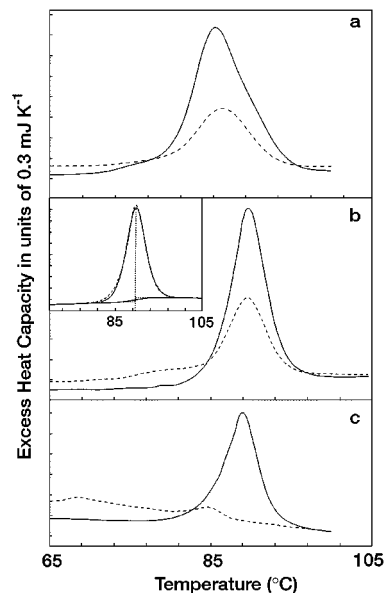 a
Excess Heat Capacity in units of 0.3 mJ K⁻¹
b
85 105
c
65 85 105
Temperature (°C)